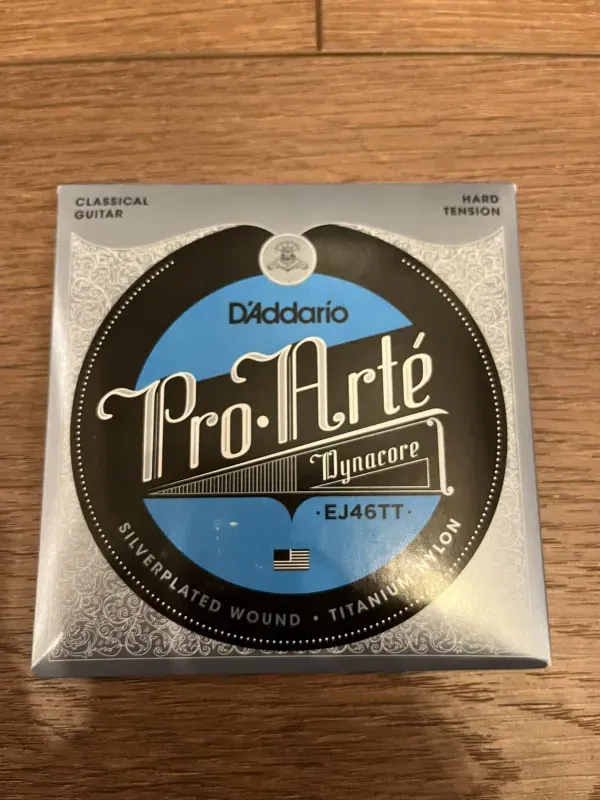 CLASSICAL
GUITAR
HARD
TENSION
D'Addario
Pro·Arté
Dynacore
·EJ46TT·
SILVERPLATED WOUND • TITANIUM NYLON